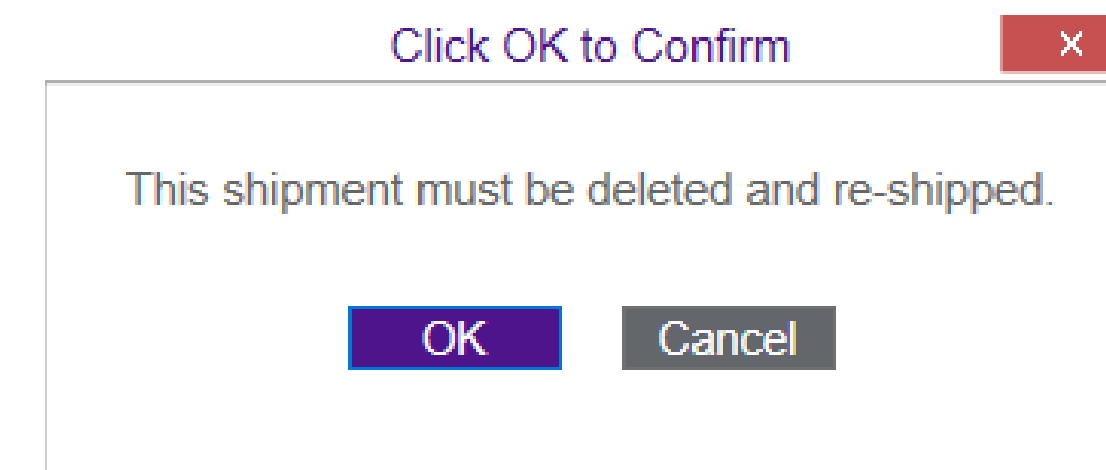 Click OK to Confirm
This shipment must be deleted and re-shipped.
OK Cancel